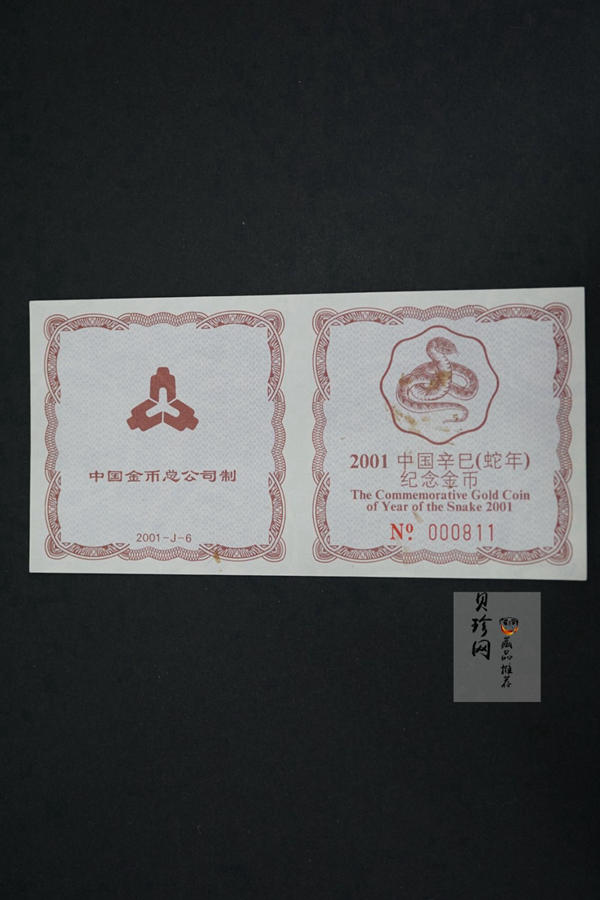 中国金币总公司制
2001-J-6
2001 中国辛巳(蛇年)
纪念金币
The Commemorative Gold Coin
of Year of the Snake 2001
Nº 000811
贝珍网
藏品推荐